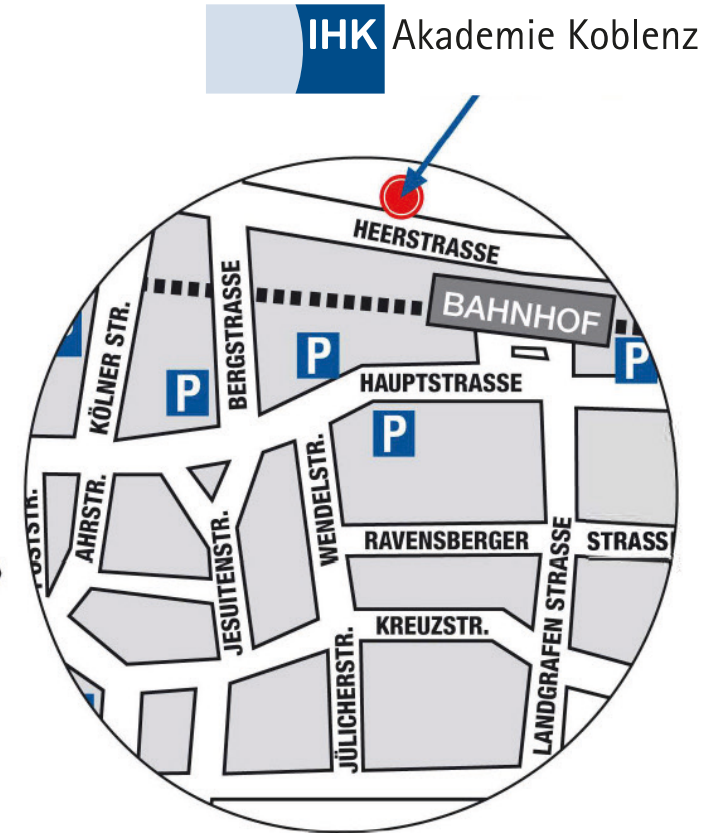 IHK Akademie Koblenz
HEERSTRASSE
BAHNHOF
BERGSTRASSE
KÖLNER STR.
P
P
P
HAUPTSTRASSE
P
WENDELSTR.
AHRSTR.
JESUITENSTR.
RAVENSBERGER STRASS
LANDGRAFEN STRASSE
KREUZSTR.
JÜLICHERSTR.